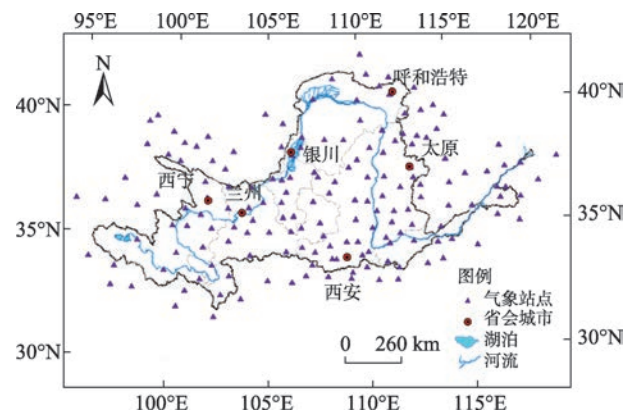 95°E 100°E 105°E 110°E 115°E 120°E
N
呼和浩特
40°N 40°N
银川
太原
西宁
兰州
35°N 35°N
西安
图例
气象站点
省会城市
0 260 km
湖泊
30°N 30°N
河流
100°E 105°E 110°E 115°E